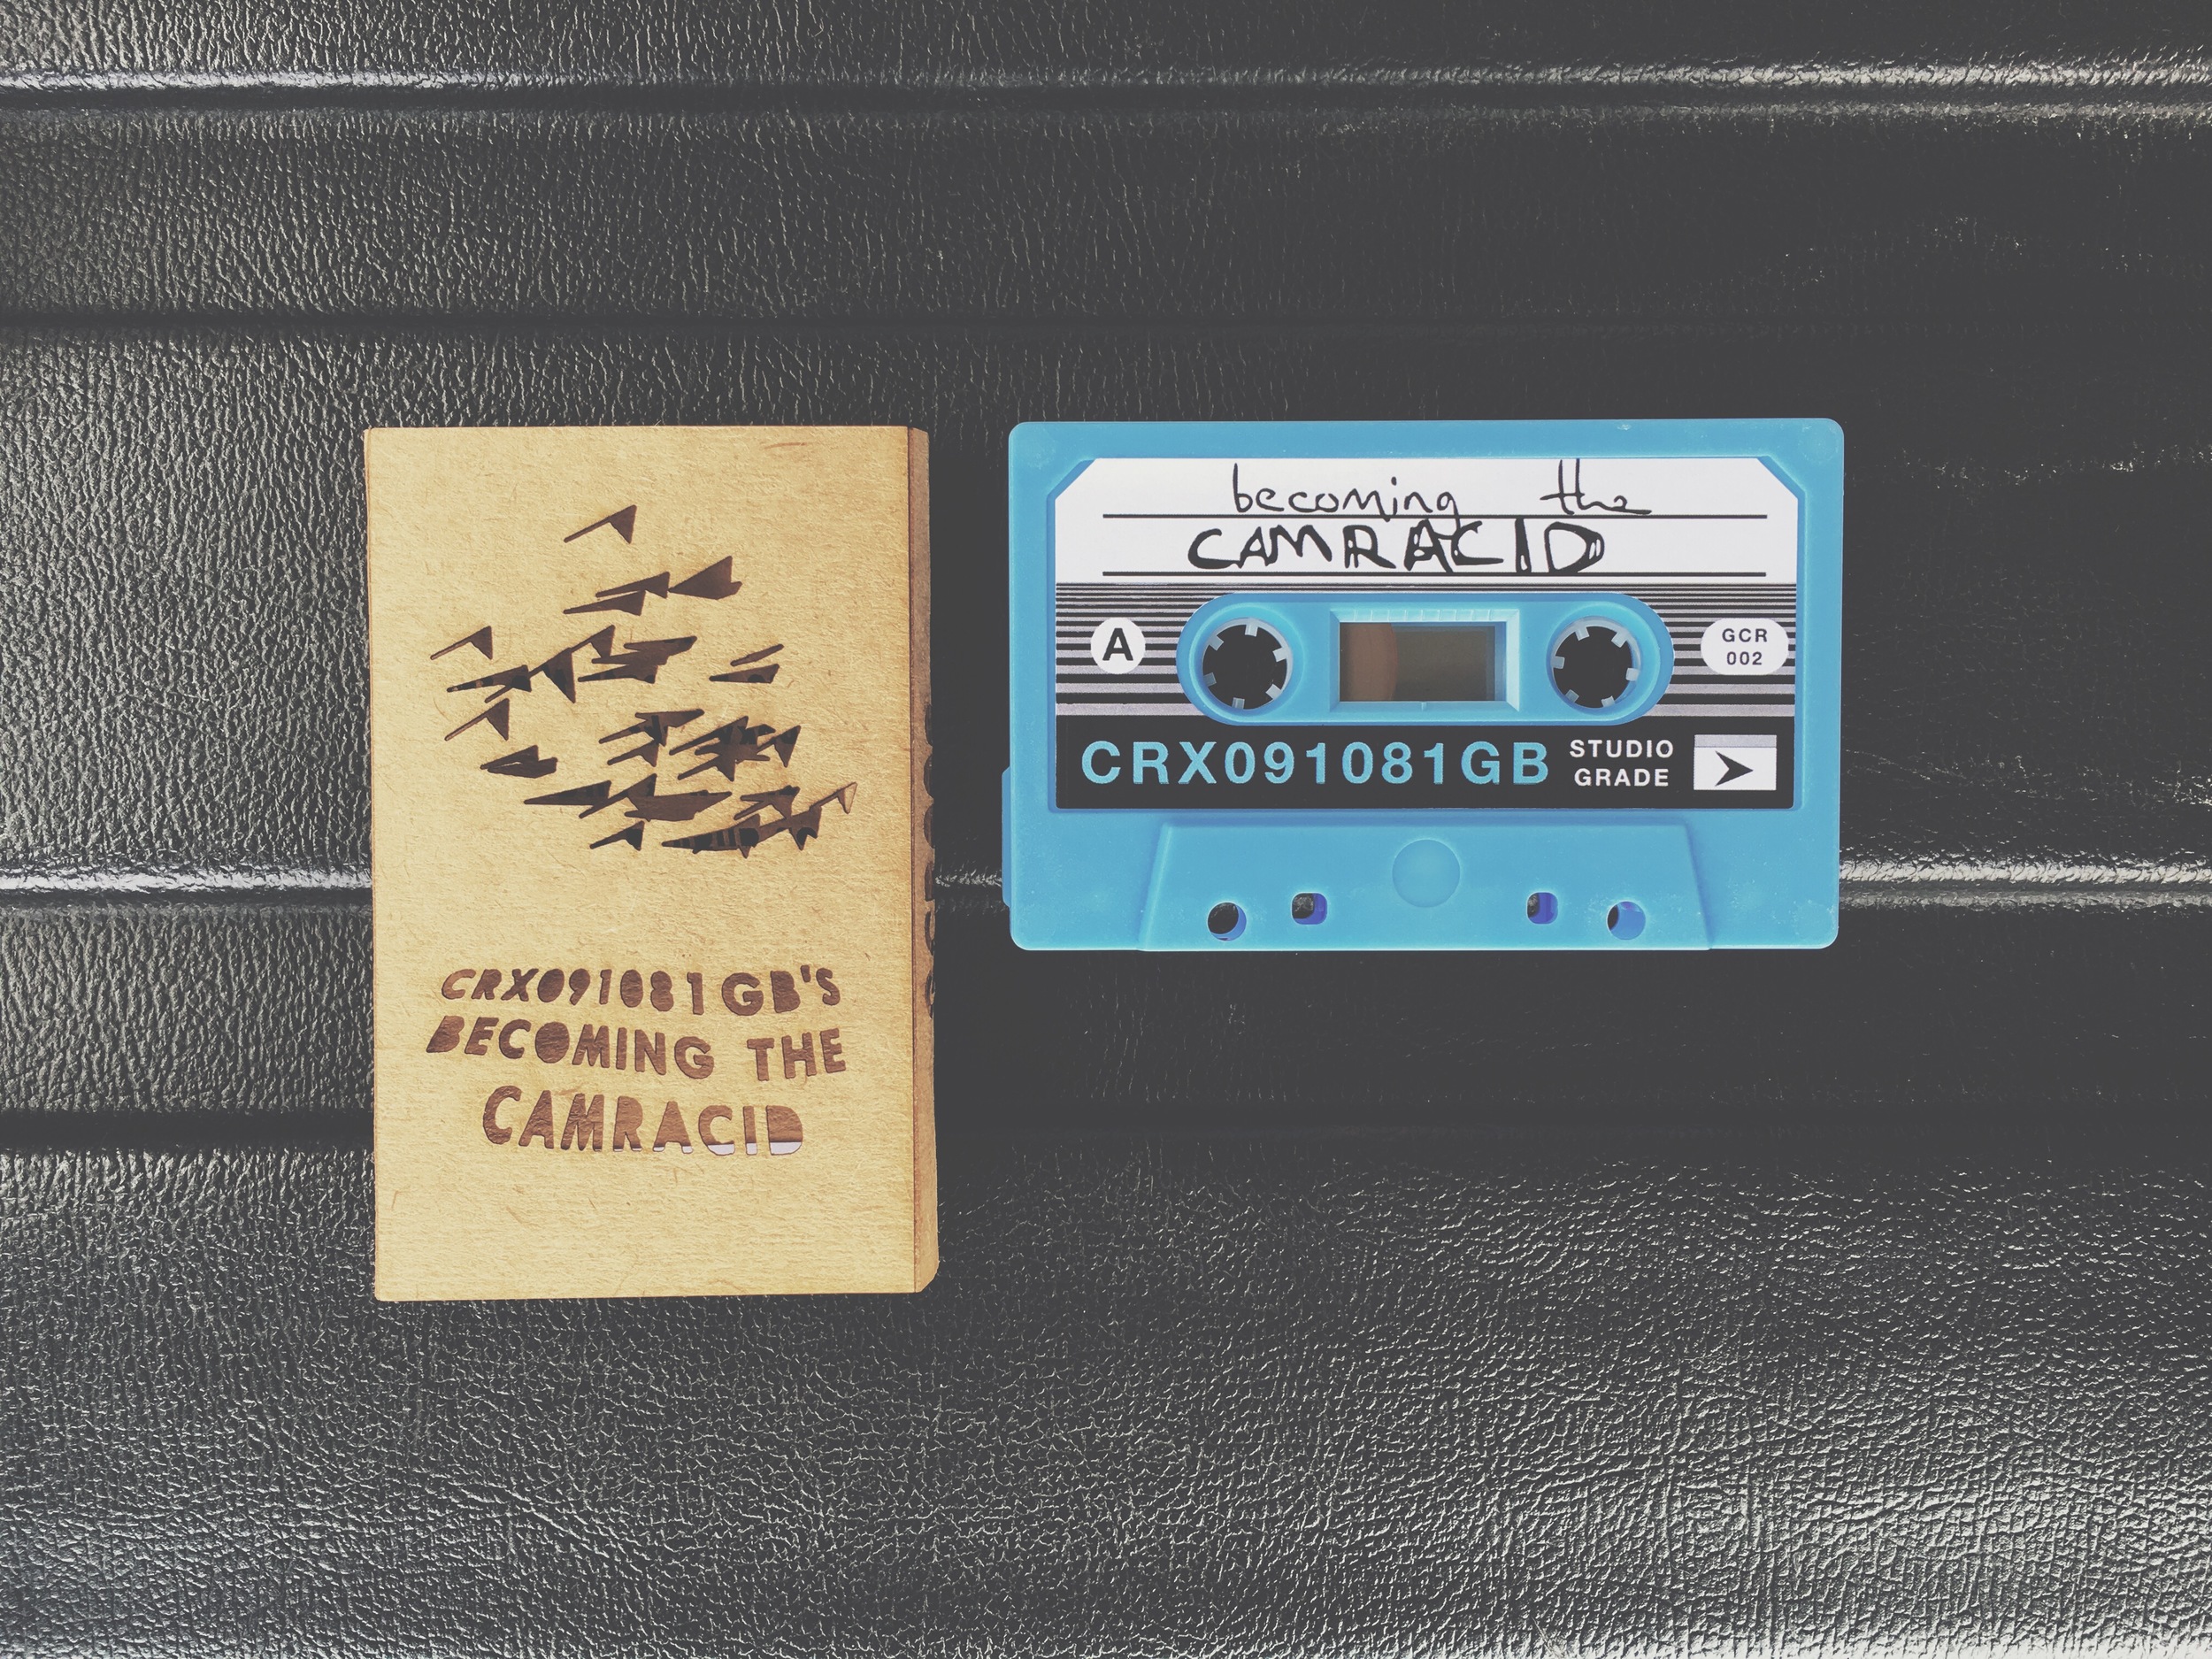 CRX091081GB'S
BECOMING THE
CAMRACID
becoming the
CAMRACID
A
GCR
002
CRX091081GB
STUDIO
GRADE